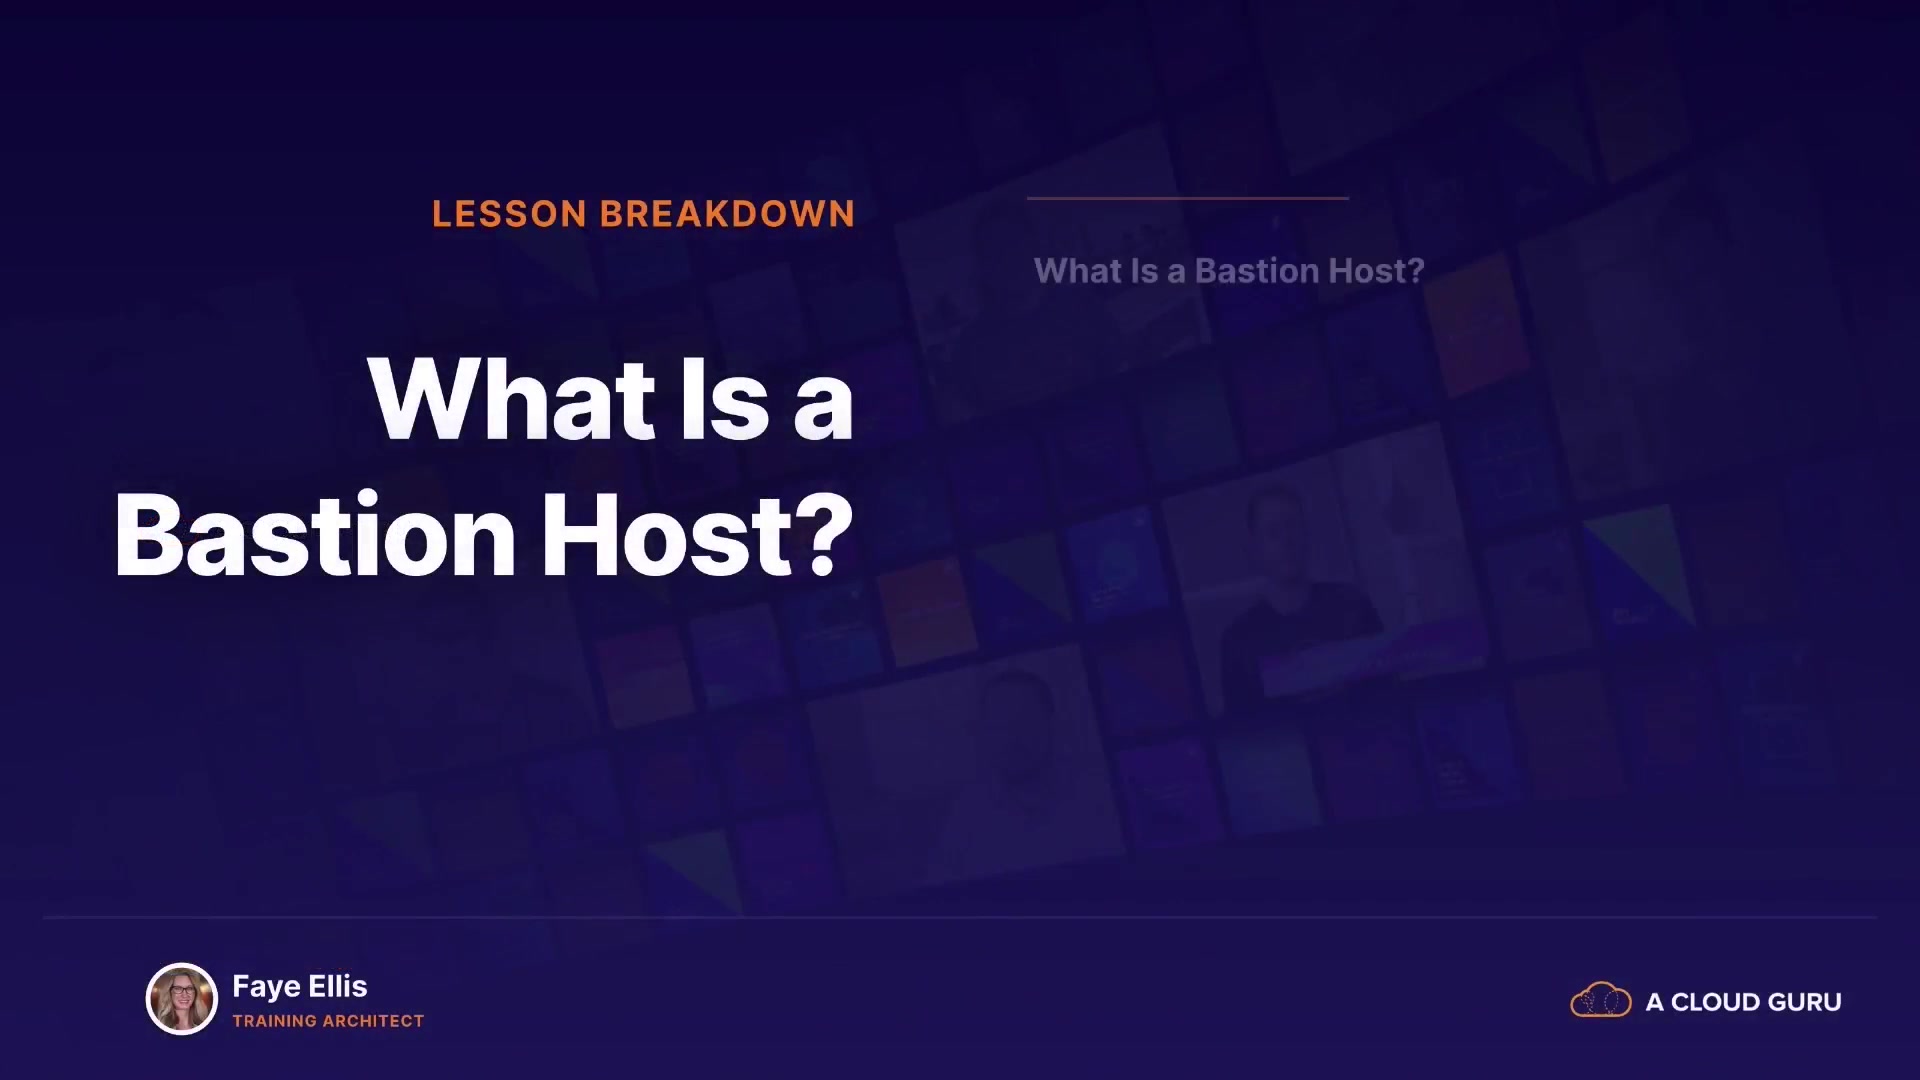 LESSON BREAKDOWN
What Is a
Bastion Host?
What Is a Bastion Host?
Faye Ellis
TRAINING ARCHITECT
A CLOUD GURU